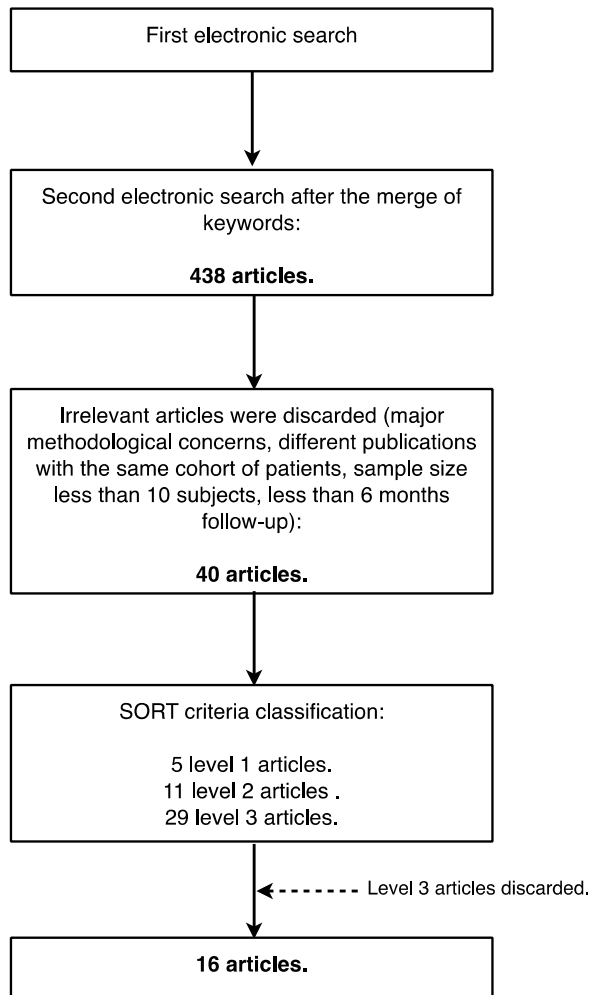 First electronic search
Second electronic search after the merge of
keywords:
438 articles.
Irrelevant articles were discarded (major
methodological concerns, different publications
with the same cohort of patients, sample size
less than 10 subjects, less than 6 months
follow-up):
40 articles.
SORT criteria classification:
5 level 1 articles.
11 level 2 articles .
29 level 3 articles.
Level 3 articles discarded.
16 articles.